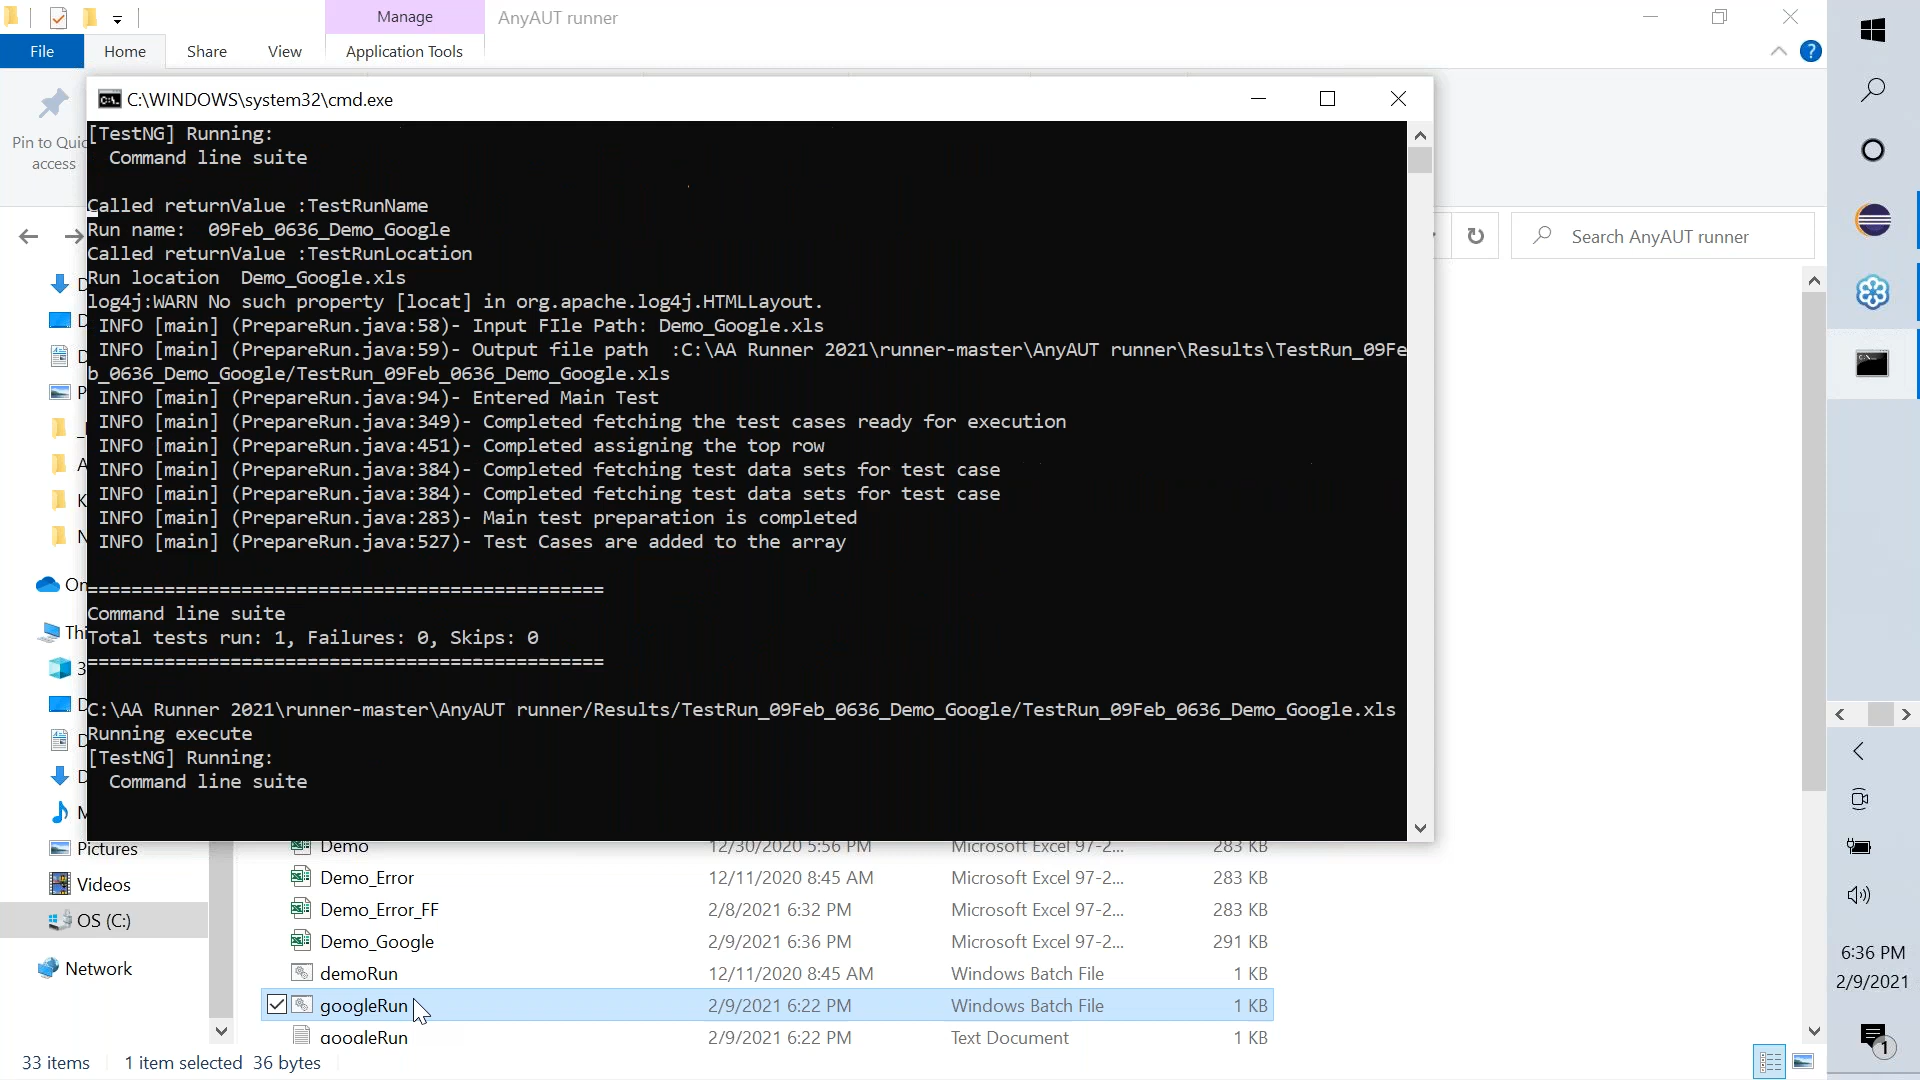 Manage
AnyAUT runner
File
Home
Share
View
Application Tools
C:\WINDOWS\system32\cmd.exe
Pin to Quic
access
[TestNG] Running:
Command line suite
Called returnValue :TestRunName
Run name:  09Feb_0636_Demo_Google
Called returnValue :TestRunLocation
Run location  Demo_Google.xls
log4j:WARN No such property [locat] in org.apache.log4j.HTMLLayout.
INFO [main] (PrepareRun.java:58)- Input FIle Path: Demo_Google.xls
INFO [main] (PrepareRun.java:59)- Output file path  :C:\AA Runner 2021\runner-master\AnyAUT runner\Results\TestRun_09Fe
b_0636_Demo_Google/TestRun_09Feb_0636_Demo_Google.xls
INFO [main] (PrepareRun.java:94)- Entered Main Test
INFO [main] (PrepareRun.java:349)- Completed fetching the test cases ready for execution
INFO [main] (PrepareRun.java:451)- Completed assigning the top row
INFO [main] (PrepareRun.java:384)- Completed fetching test data sets for test case
INFO [main] (PrepareRun.java:384)- Completed fetching test data sets for test case
INFO [main] (PrepareRun.java:283)- Main test preparation is completed
INFO [main] (PrepareRun.java:527)- Test Cases are added to the array
===============================================
Command line suite
Total tests run: 1, Failures: 0, Skips: 0
===============================================
C:\AA Runner 2021\runner-master\AnyAUT runner/Results/TestRun_09Feb_0636_Demo_Google/TestRun_09Feb_0636_Demo_Google.xls
Running execute
[TestNG] Running:
Command line suite
Search AnyAUT runner
Pictures
Videos
OS (C:)
Network
Demo 12/30/2020 5:56 PM Microsoft Excel 97-2... 283 KB
Demo_Error 12/11/2020 8:45 AM Microsoft Excel 97-2... 283 KB
Demo_Error_FF 2/8/2021 6:32 PM Microsoft Excel 97-2... 283 KB
Demo_Google 2/9/2021 6:36 PM Microsoft Excel 97-2... 291 KB
demoRun 12/11/2020 8:45 AM Windows Batch File 1 KB
googleRun 2/9/2021 6:22 PM Windows Batch File 1 KB
googleRun 2/9/2021 6:22 PM Text Document 1 KB
33 items
1 item selected 36 bytes
6:36 PM
2/9/2021
1